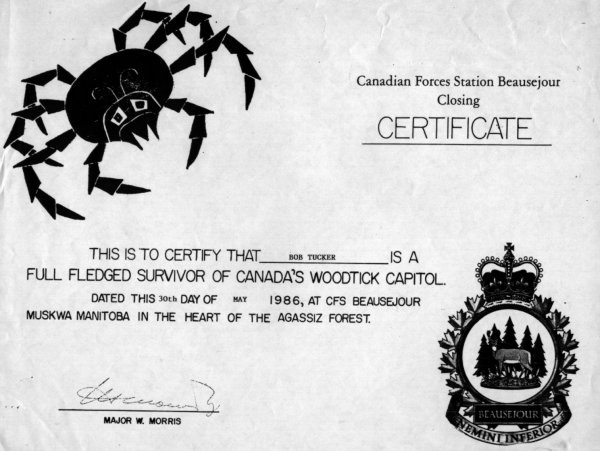 Canadian Forces Station Beausejour
Closing
CERTIFICATE
THIS IS TO CERTIFY THAT BOB TUCKER IS A
FULL FLEDGED SURVIVOR OF CANADA'S WOODTICK CAPITOL.
DATED THIS 30th DAY OF MAY 1986, AT CFS BEAUSEJOUR
MUSKWA MANITOBA IN THE HEART OF THE AGASSIZ FOREST.
MAJOR W. MORRIS
BEAUSEJOUR
NEMINI INFERIOR